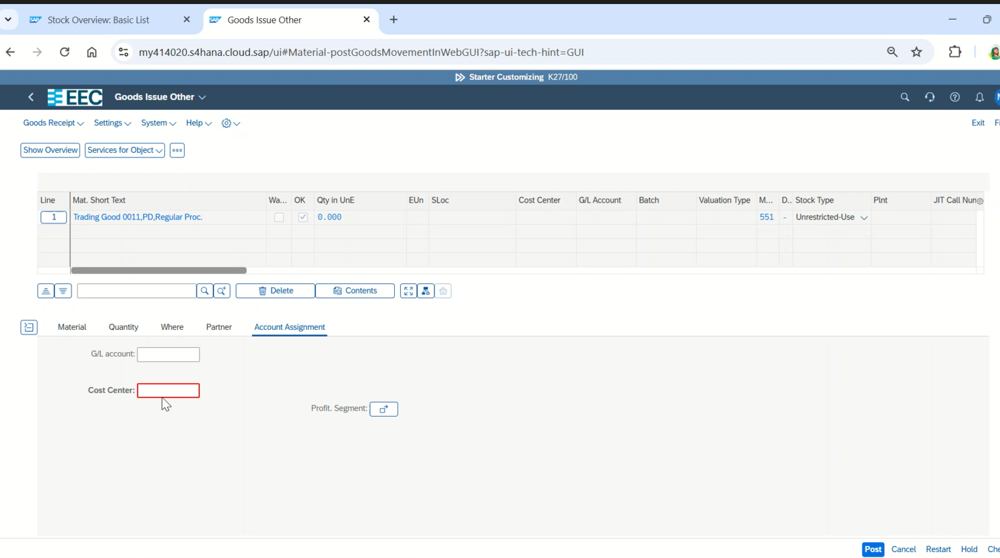 Stock Overview: Basic List
Goods Issue Other
my414020.s4hana.cloud.sap/ui#Material-postGoodsMovementInWebGUI?sap-ui-tech-hint=GUI
Starter Customizing K27/100
EEC Goods Issue Other
Goods Receipt Settings System Help Exit
Show Overview Services for Object
Line Mat. Short Text Wa... OK Qty in UnE EUn SLoc Cost Center G/L Account Batch Valuation Type M... D.. Stock Type Plnt JIT Call Num
1 Trading Good 0011,PD,Regular Proc. 0.000 551 - Unrestricted-Use
Delete Contents
Material Quantity Where Partner Account Assignment
G/L account:
Cost Center:
Profit. Segment:
Post Cancel Restart Hold Che